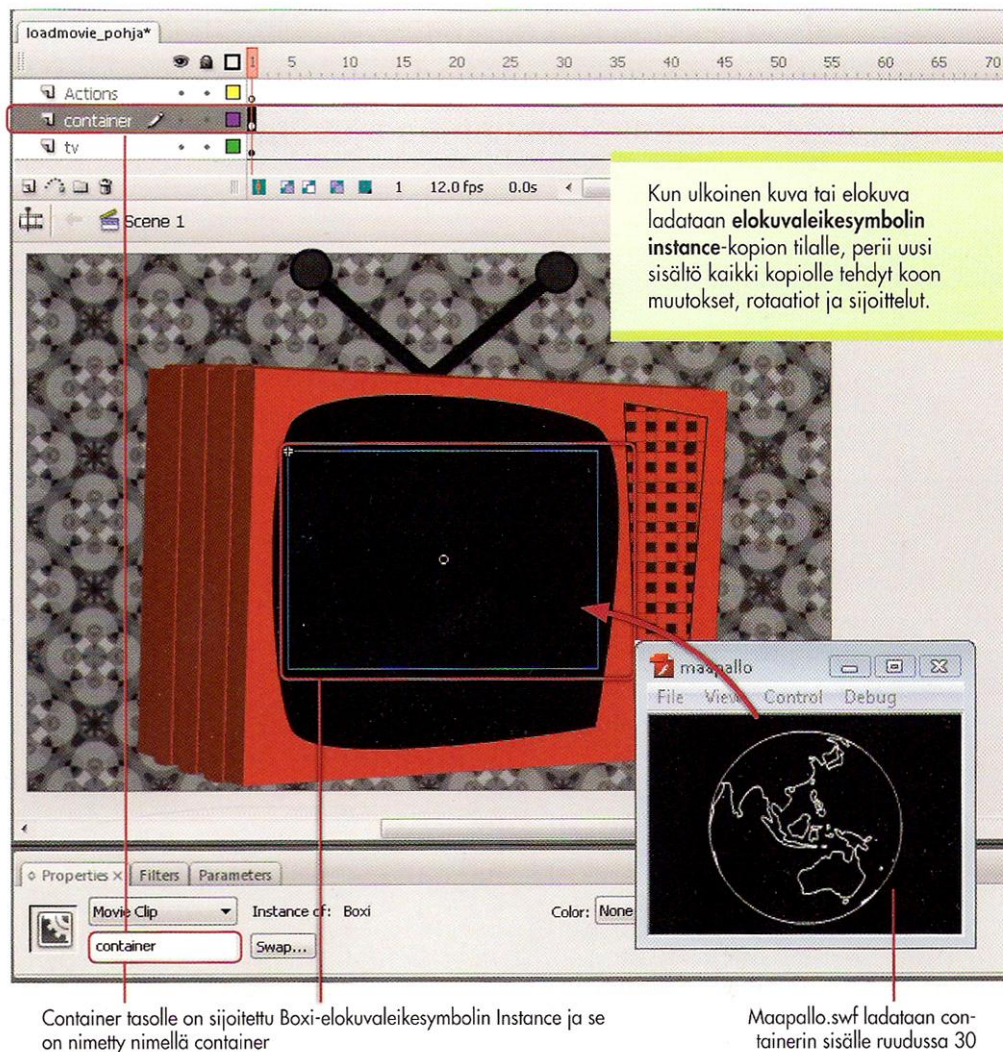 loadmovie_pohja*
1 5 10 15 20 25 30 35 40 45 50 55 60 65 70
Actions
container
tv
1 12.0 fps 0.0s
Scene 1
Kun ulkoinen kuva tai elokuva
ladataan elokuvaleikesymbolin
instance-kopion tilalle, perii uusi
sisältö kaikki kopiolle tehdyt koon
muutokset, rotaatiot ja sijoittelut.
maapallo
File View Control Debug
Properties × Filters Parameters
Movie Clip Instance of: Boxi Color: None
container Swap...
Container tasolle on sijoitettu Boxi-elokuvaleikesymbolin Instance ja se
on nimetty nimellä container
Maapallo.swf ladataan con-
tainerin sisälle ruudussa 30